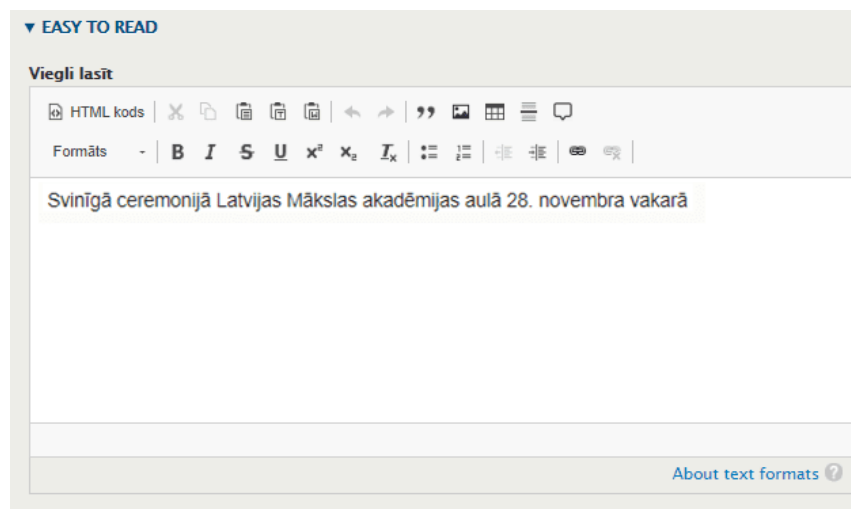 EASY TO READ
Viegli lasīt
HTML kods
Formāts
Svinīgā ceremonijā Latvijas Mākslas akadēmijas aulā 28. novembra vakarā
About text formats